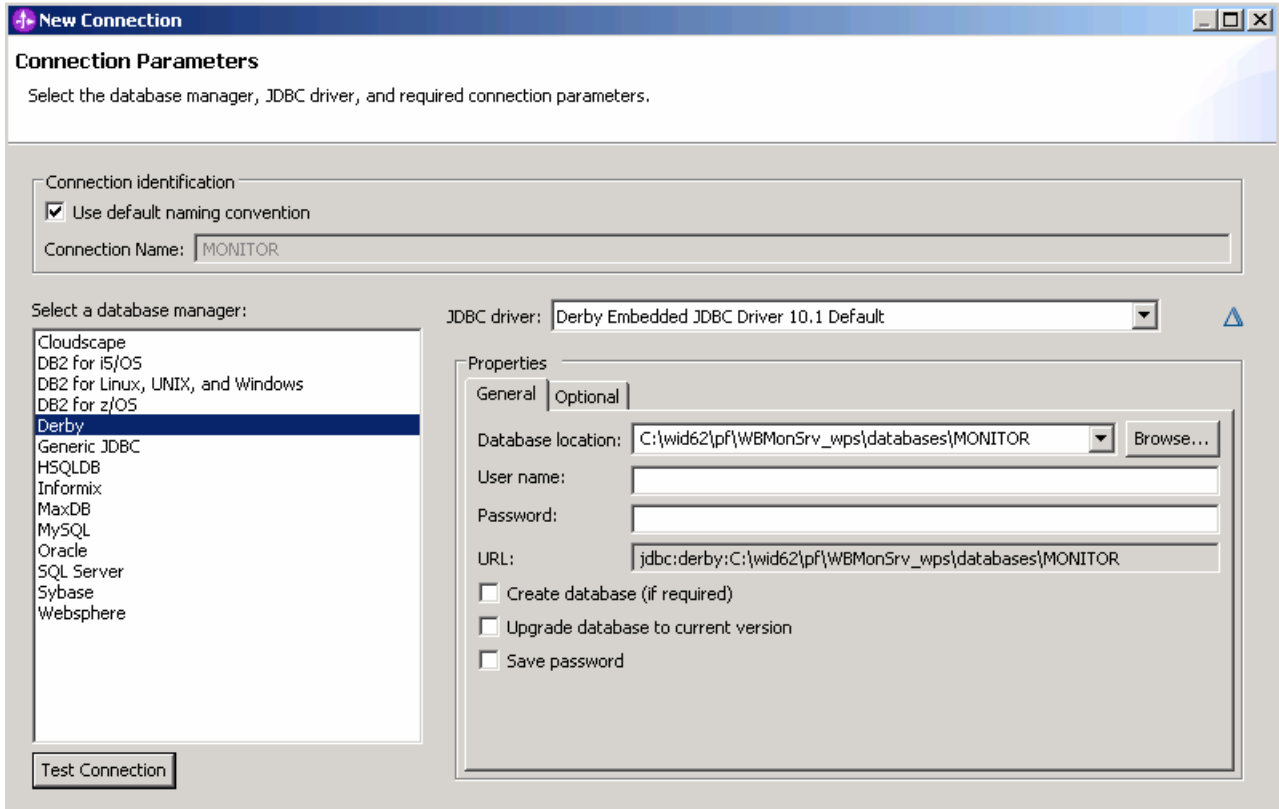 New Connection
Connection Parameters
Select the database manager, JDBC driver, and required connection parameters.
Connection identification
Use default naming convention
Connection Name: MONITOR
Select a database manager:
Cloudscape
DB2 for i5/OS
DB2 for Linux, UNIX, and Windows
DB2 for z/OS
Derby
Generic JDBC
HSQLDB
Informix
MaxDB
MySQL
Oracle
SQL Server
Sybase
Websphere
Test Connection
JDBC driver: Derby Embedded JDBC Driver 10.1 Default
Properties
General Optional
Database location: C:\wid62\pf\WBMonSrv_wps\databases\MONITOR Browse...
User name:
Password:
URL: jdbc:derby:C:\wid62\pf\WBMonSrv_wps\databases\MONITOR
Create database (if required)
Upgrade database to current version
Save password